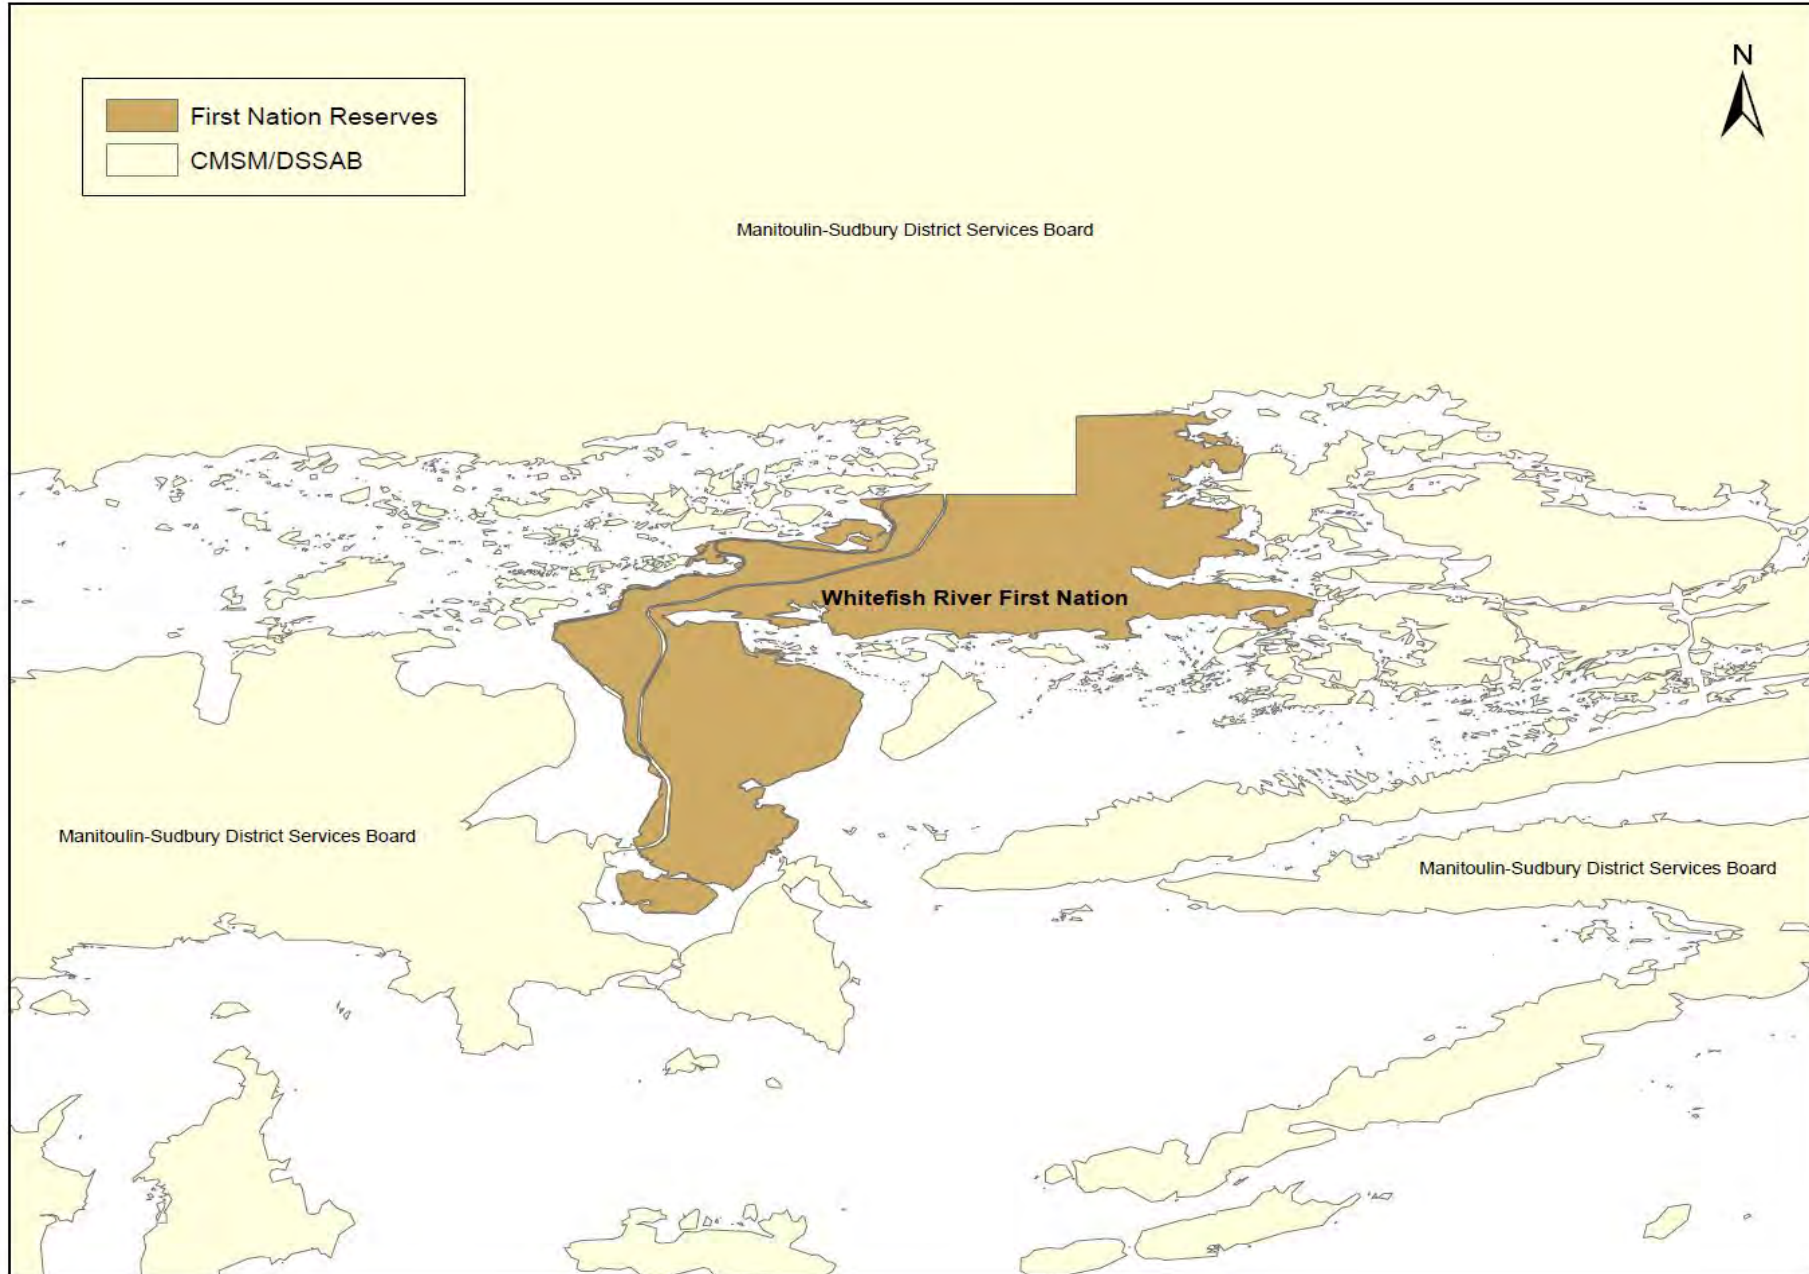 N
First Nation Reserves
CMSM/DSSAB
Manitoulin-Sudbury District Services Board
Whitefish River First Nation
Manitoulin-Sudbury District Services Board
Manitoulin-Sudbury District Services Board